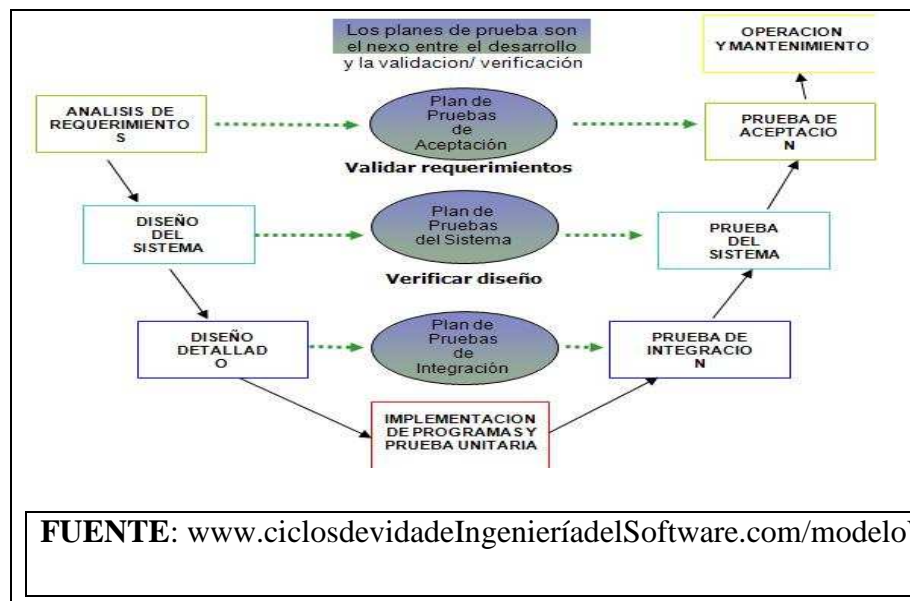 Los planes de prueba son
el nexo entre el desarrollo
y la validacion/ verificación
OPERACION
Y MANTENIMIENTO
ANALISIS DE
REQUERIMIENTO
S
Plan de
Pruebas
de
Aceptación
Validar requerimientos
PRUEBA DE
ACEPTACIO
N
DISEÑO
DEL
SISTEMA
Plan de
Pruebas
del Sistema
Verificar diseño
PRUEBA
DEL
SISTEMA
DISEÑO
DETALLAD
O
Plan de
Pruebas
de
Integración
PRUEBA DE
INTEGRACIO
N
IMPLEMENTACION
DE PROGRAMAS Y
PRUEBA UNITARIA
FUENTE: www.ciclosdevidadeIngenieríadelSoftware.com/modelo